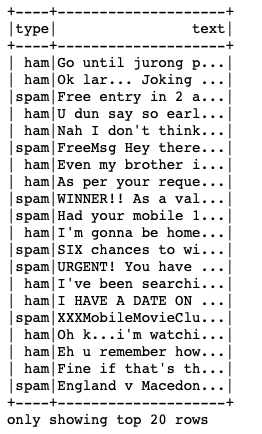 +----+--------------------+
|type|                text|
+----+--------------------+
| ham|Go until jurong p...|
| ham|Ok lar... Joking ...|
|spam|Free entry in 2 a...|
| ham|U dun say so earl...|
| ham|Nah I don't think...|
|spam|FreeMsg Hey there...|
| ham|Even my brother i...|
| ham|As per your reque...|
|spam|WINNER!! As a val...|
|spam|Had your mobile 1...|
| ham|I'm gonna be home...|
|spam|SIX chances to wi...|
|spam|URGENT! You have ...|
| ham|I've been searchi...|
| ham|I HAVE A DATE ON ...|
|spam|XXXMobileMovieClu...|
| ham|Oh k...i'm watchi...|
| ham|Eh u remember how...|
| ham|Fine if that's th...|
|spam|England v Macedon...|
+----+--------------------+
only showing top 20 rows